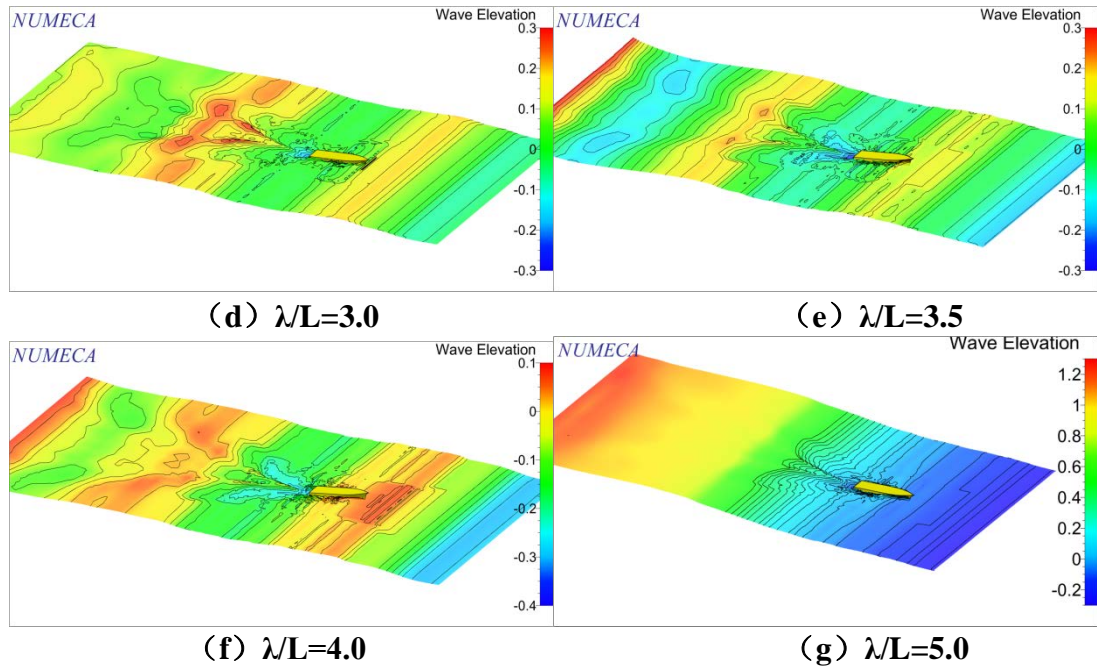 NUMECA
Wave Elevation
0.3
0.2
0.1
0
-0.1
-0.2
-0.3
(d) λ/L=3.0
NUMECA
Wave Elevation
0.3
0.2
0.1
0
-0.1
-0.2
-0.3
(e) λ/L=3.5
NUMECA
Wave Elevation
0.1
0
-0.1
-0.2
-0.3
-0.4
(f) λ/L=4.0
NUMECA
Wave Elevation
1.2
1
0.8
0.6
0.4
0.2
0
-0.2
(g) λ/L=5.0